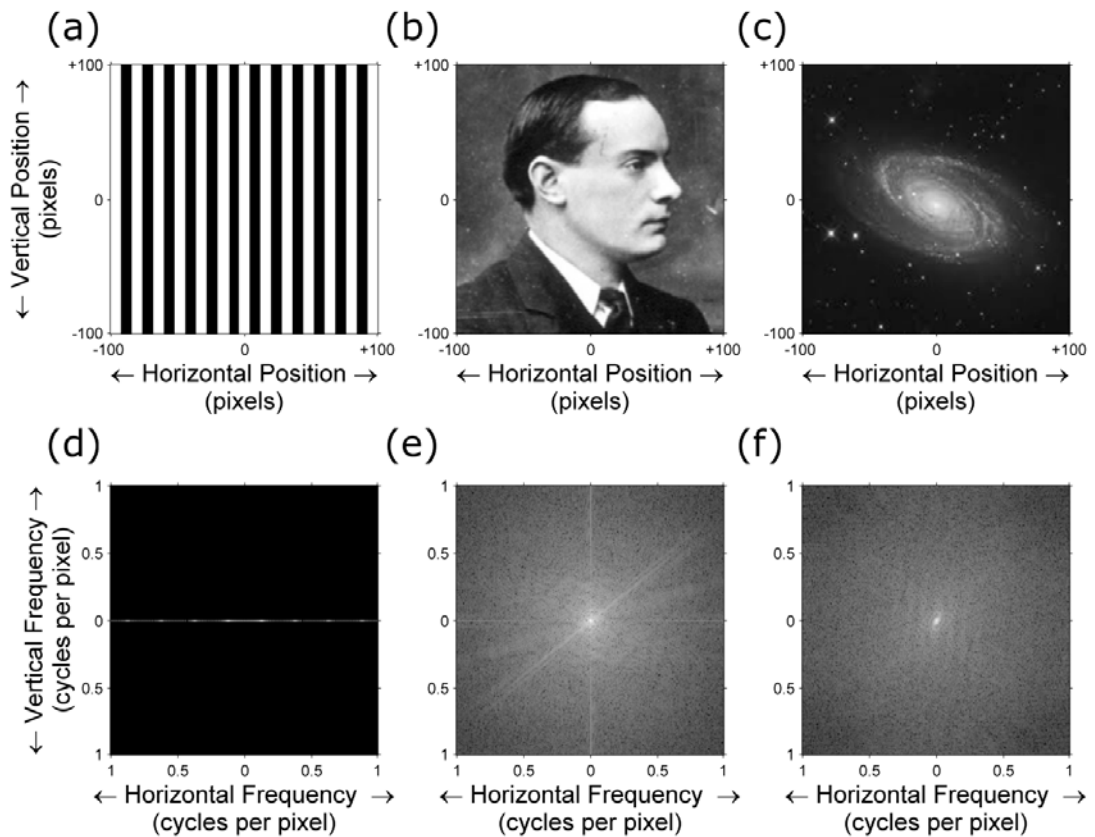 (a)
(b)
(c)
+100
0
-100
-100
0
+100
← Vertical Position →
(pixels)
← Horizontal Position →
(pixels)
+100
0
-100
-100
0
+100
← Horizontal Position →
(pixels)
+100
0
-100
-100
0
+100
← Horizontal Position →
(pixels)
(d)
(e)
(f)
1
0.5
0
0.5
1
1
0.5
0
0.5
1
← Vertical Frequency →
(cycles per pixel)
← Horizontal Frequency →
(cycles per pixel)
1
0.5
0
0.5
1
1
0.5
0
0.5
1
← Horizontal Frequency →
(cycles per pixel)
1
0.5
0
0.5
1
1
0.5
0
0.5
1
← Horizontal Frequency →
(cycles per pixel)